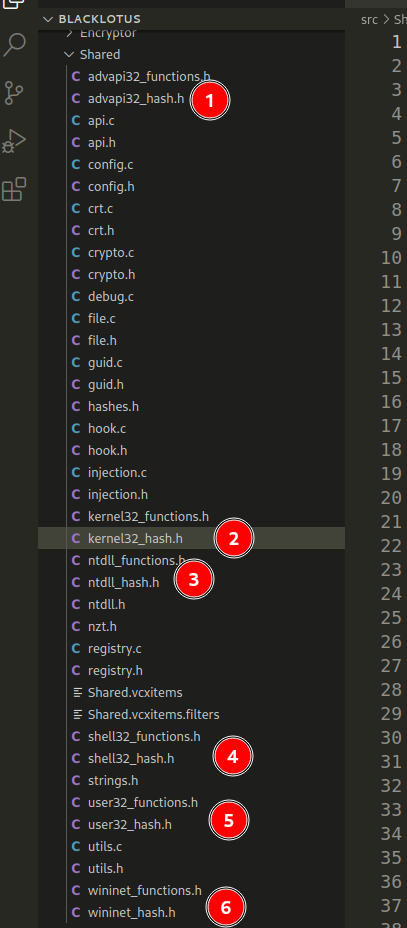 BLACKLOTUS
src > Sh
Encryptor
Shared
C advapi32_functions.h
C advapi32_hash.h
1
C api.c
C api.h
C config.c
C config.h
C crt.c
C crt.h
C crypto.c
C crypto.h
C debug.c
C file.c
C file.h
C guid.c
C guid.h
C hashes.h
C hook.c
C hook.h
C injection.c
C injection.h
C kernel32_functions.h
C kernel32_hash.h
2
C ntdll_functions.h
C ntdll_hash.h
3
C ntdll.h
C nzt.h
C registry.c
C registry.h
Shared.vcxitems
Shared.vcxitems.filters
C shell32_functions.h
C shell32_hash.h
4
C strings.h
C user32_functions.h
C user32_hash.h
5
C utils.c
C utils.h
C wininet_functions.h
C wininet_hash.h
6
1
2
3
4
5
6
7
8
9
10
11
12
13
14
15
16
17
18
19
20
21
22
23
24
25
26
27
28
29
30
31
32
33
34
35
36
37
38